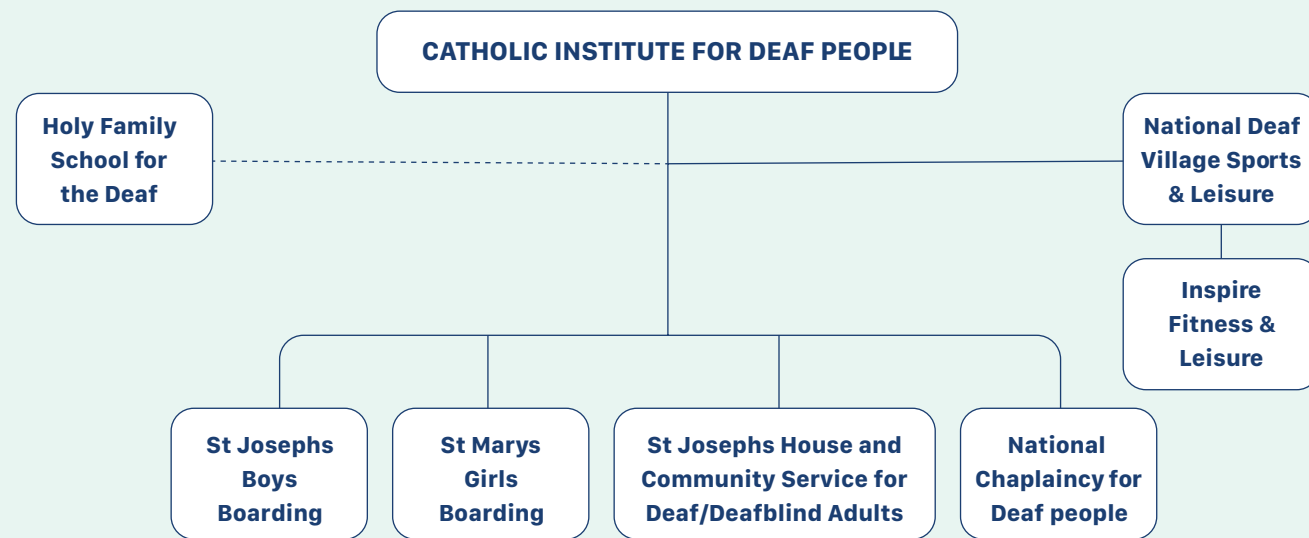 CATHOLIC INSTITUTE FOR DEAF PEOPLE
Holy Family
School for
the Deaf
National Deaf
Village Sports
& Leisure
Inspire
Fitness &
Leisure
St Josephs
Boys
Boarding
St Marys
Girls
Boarding
St Josephs House and
Community Service for
Deaf/Deafblind Adults
National
Chaplaincy for
Deaf people